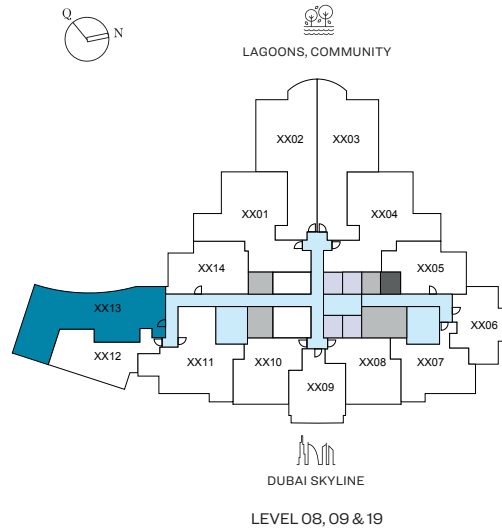 Q
N
LAGOONS, COMMUNITY
XX02
XX03
XX01
XX04
XX14
XX05
XX13
XX06
XX12
XX11
XX10
XX08
XX07
XX09
DUBAI SKYLINE
LEVEL 08, 09 & 19